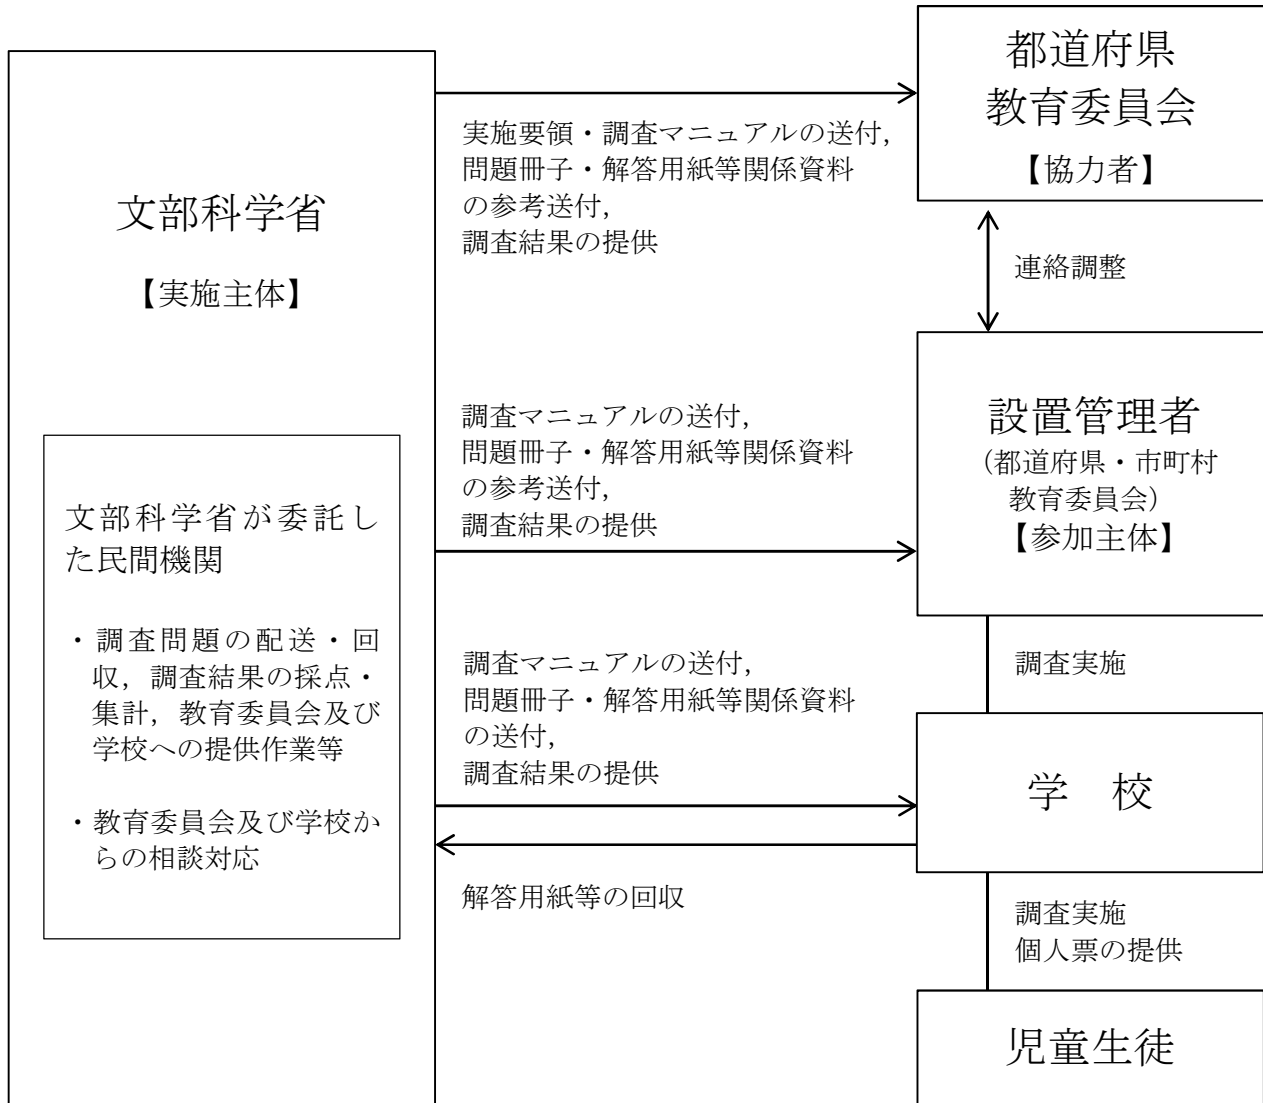 都道府県
教育委員会
【協力者】
実施要領・調査マニュアルの送付，
問題冊子・解答用紙等関係資料
の参考送付，
調査結果の提供
文部科学省
【実施主体】
連絡調整
調査マニュアルの送付，
問題冊子・解答用紙等関係資料
の参考送付，
調査結果の提供
設置管理者
（都道府県・市町村
教育委員会）
【参加主体】
文部科学省が委託し
た民間機関
・調査問題の配送・回
収，調査結果の採点・
集計，教育委員会及び
学校への提供作業等
・教育委員会及び学校か
らの相談対応
調査実施
調査マニュアルの送付，
問題冊子・解答用紙等関係資料
の送付，
調査結果の提供
学　校
解答用紙等の回収
調査実施
個人票の提供
児童生徒